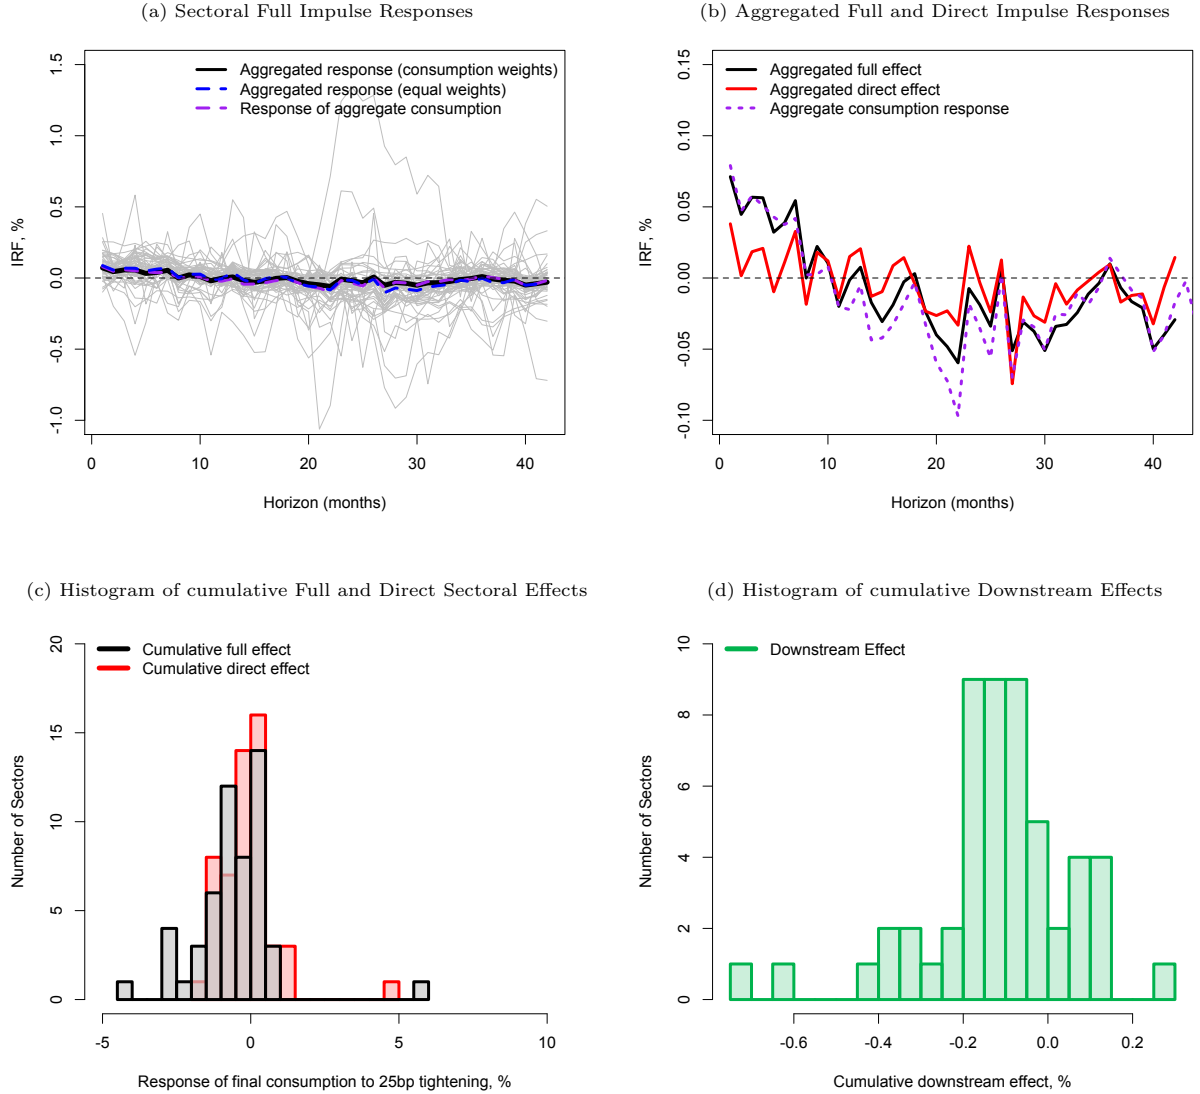 (a) Sectoral Full Impulse Responses
1.5
1.0
0.5
0.0
-0.5
-1.0
IRF, %
Aggregated response (consumption weights)
Aggregated response (equal weights)
Response of aggregate consumption
0 10 20 30 40
Horizon (months)
(b) Aggregated Full and Direct Impulse Responses
0.15
0.10
0.05
0.00
-0.05
-0.10
IRF, %
Aggregated full effect
Aggregated direct effect
Aggregate consumption response
0 10 20 30 40
Horizon (months)
(c) Histogram of cumulative Full and Direct Sectoral Effects
20
15
10
5
0
Number of Sectors
Cumulative full effect
Cumulative direct effect
-5 0 5 10
Response of final consumption to 25bp tightening, %
(d) Histogram of cumulative Downstream Effects
10
8
6
4
2
0
Number of Sectors
Downstream Effect
-0.6 -0.4 -0.2 0.0 0.2
Cumulative downstream effect, %